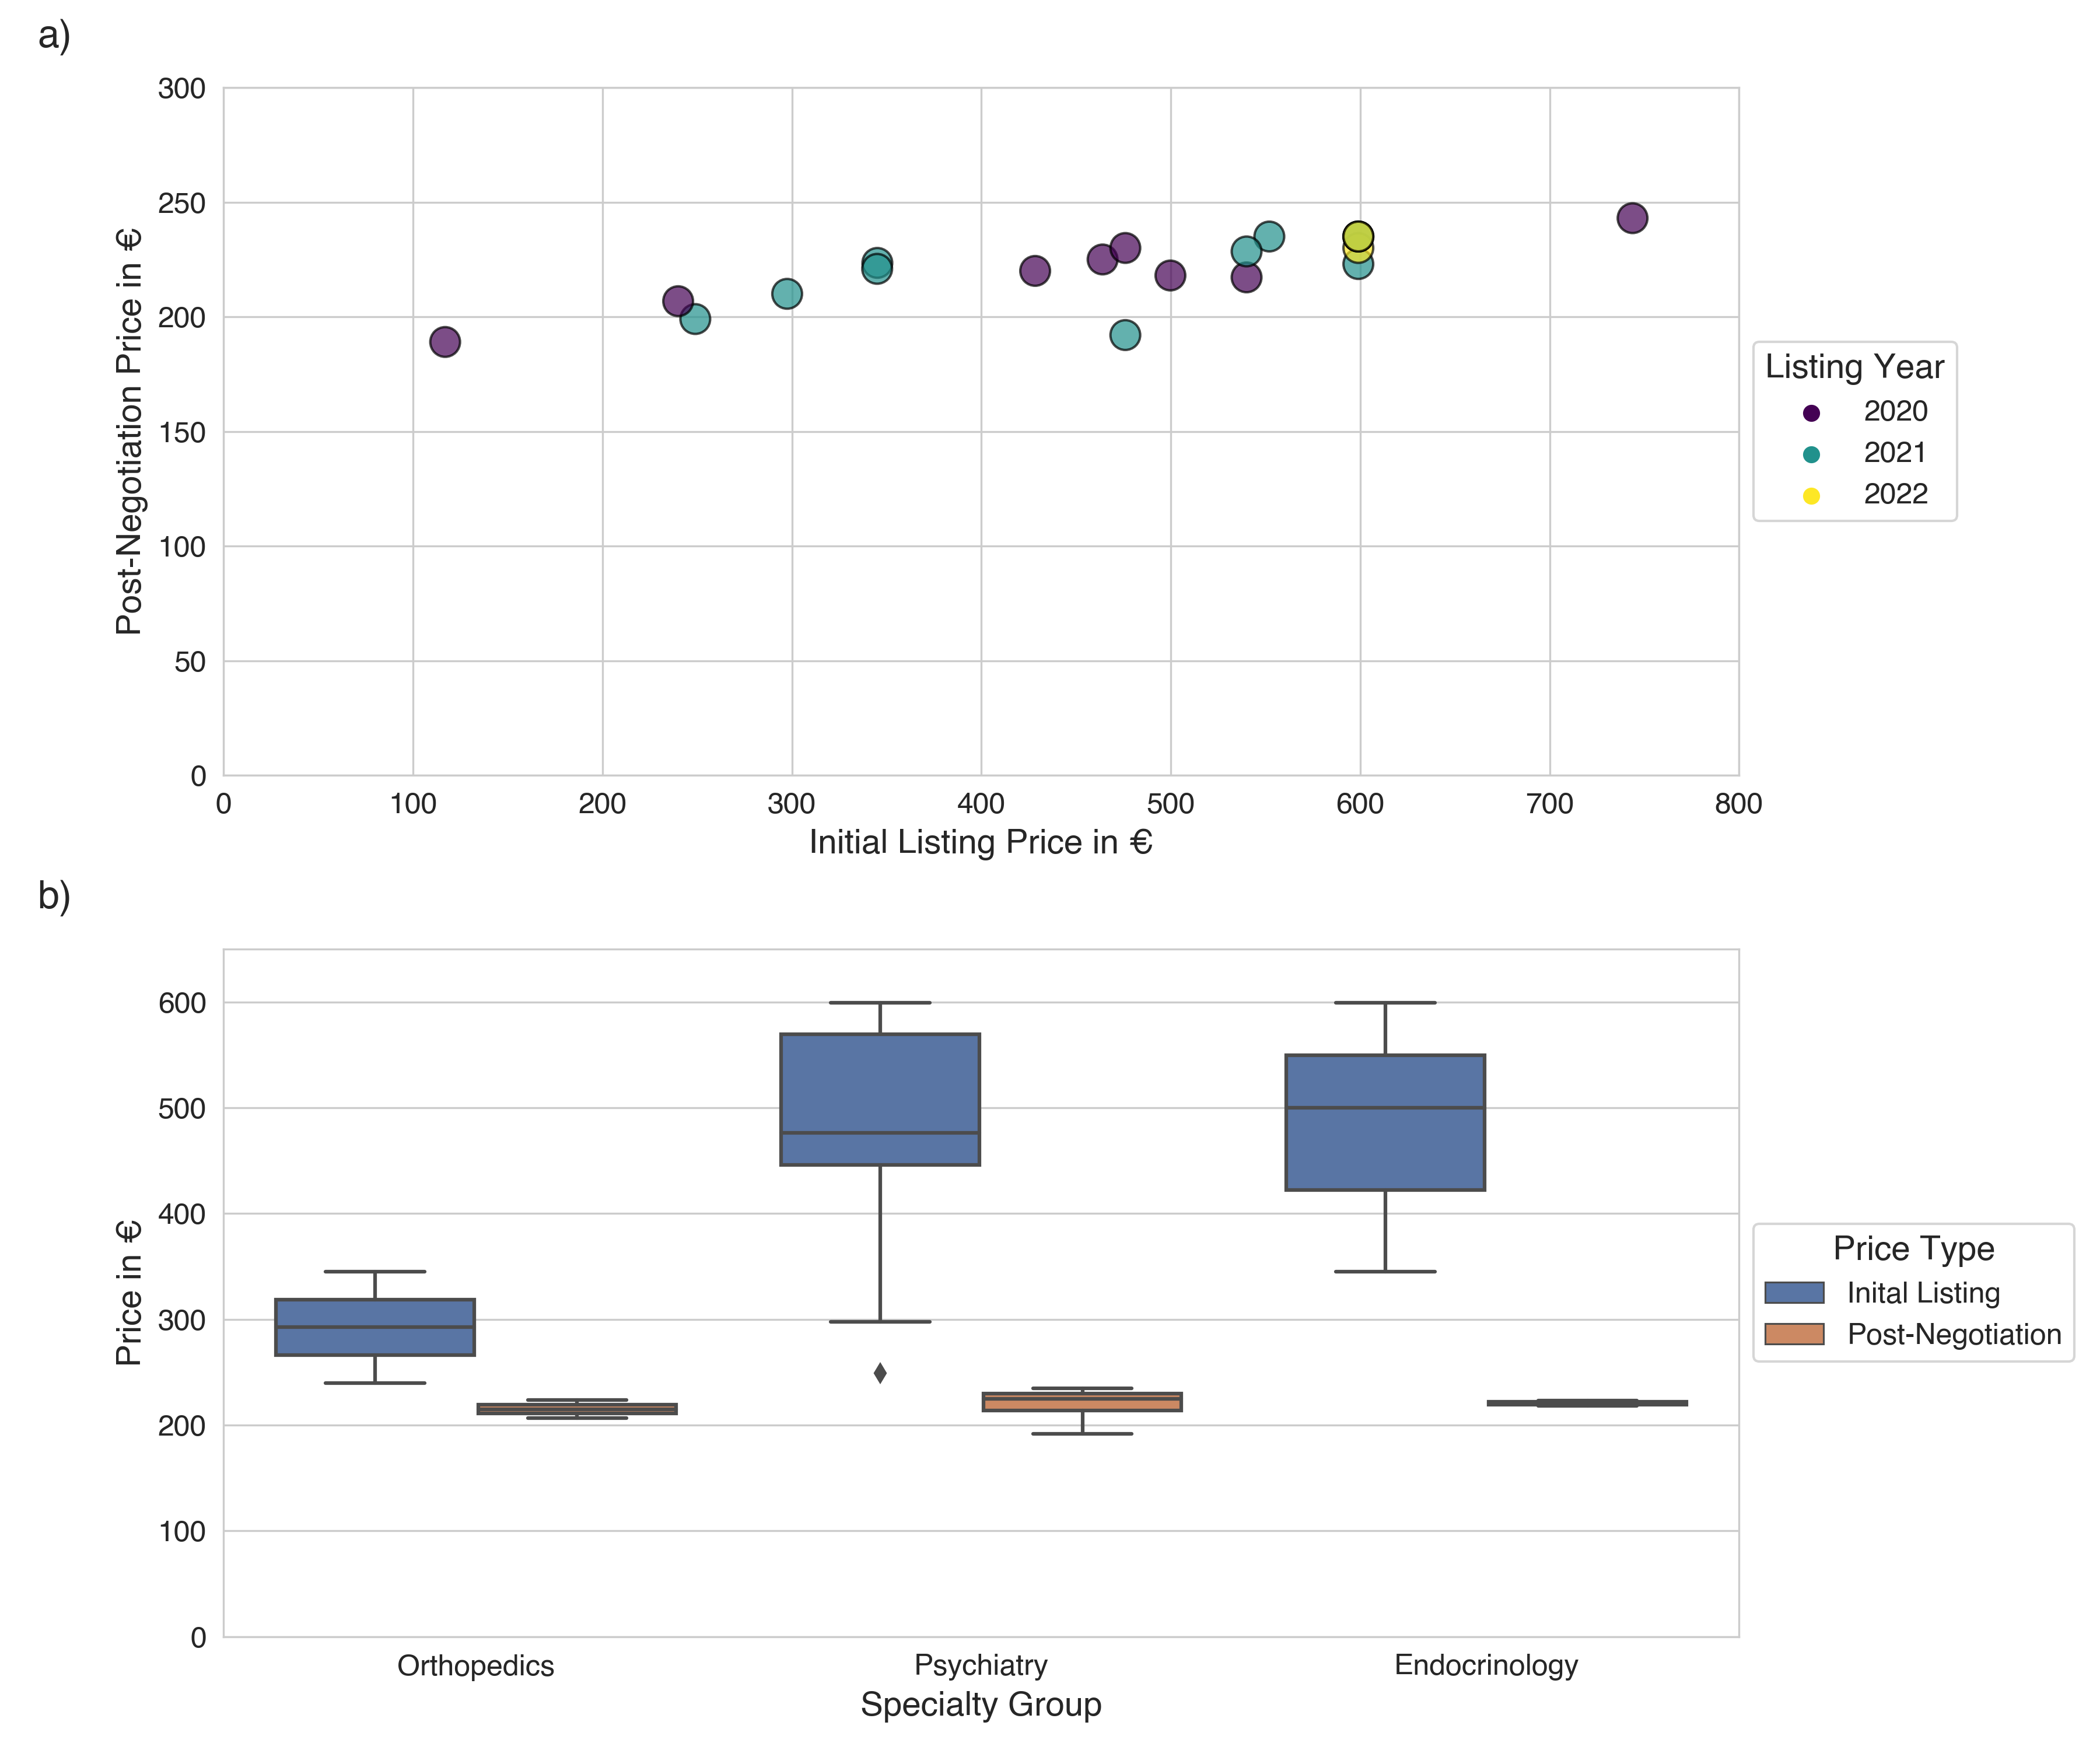 a)
300
250
200
150
100
50
0
Post-Negotiation Price in €
0 100 200 300 400 500 600 700 800
Initial Listing Price in €
Listing Year
2020
2021
2022
b)
600
500
400
300
200
100
0
Price in €
Orthopedics Psychiatry Endocrinology
Specialty Group
Price Type
Inital Listing
Post-Negotiation